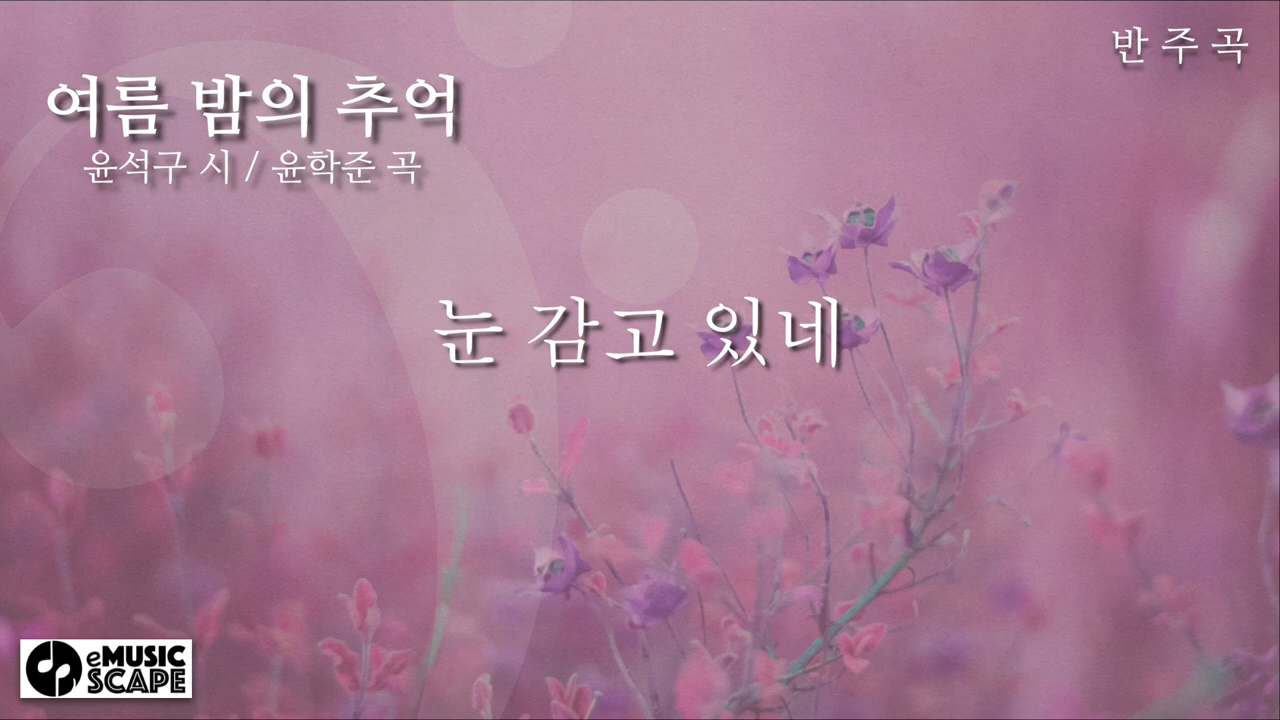 반 주 곡
여름 밤의 추억
윤석구 시 / 윤학준 곡
눈 감고 있네
eMUSIC
SCAPE